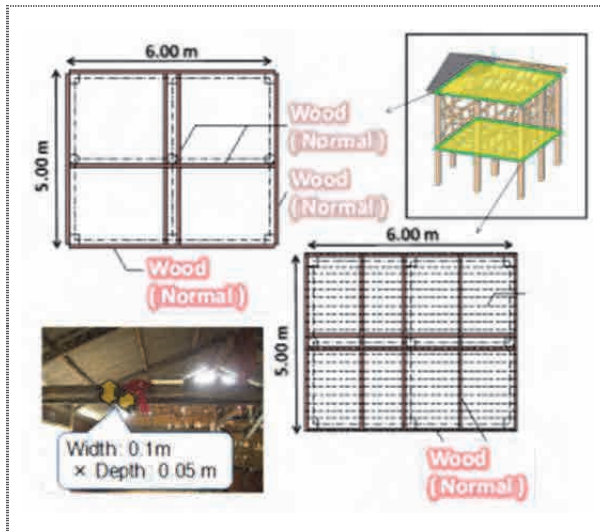 6.00 m
5.00 m
Wood
(Normal)
Wood
(Normal)
Wood
(Normal)
6.00 m
5.00 m
Width: 0.1m
× Depth: 0.05 m
Wood
(Normal)